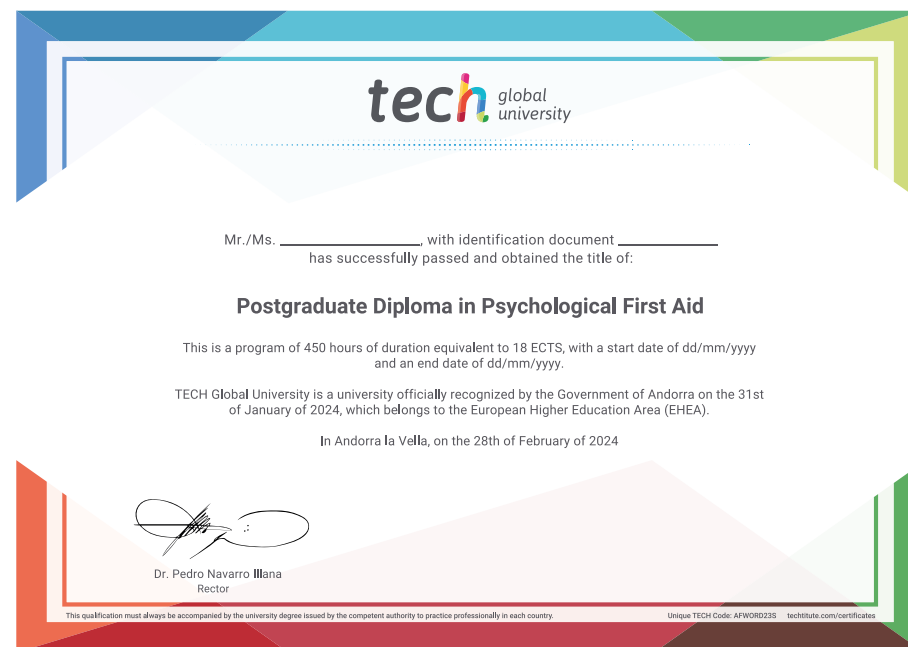 tech global
university
Mr./Ms. ____________, with identification document ____________
has successfully passed and obtained the title of:
Postgraduate Diploma in Psychological First Aid
This is a program of 450 hours of duration equivalent to 18 ECTS, with a start date of dd/mm/yyyy
and an end date of dd/mm/yyyy.
TECH Global University is a university officially recognized by the Government of Andorra on the 31st
of January of 2024, which belongs to the European Higher Education Area (EHEA).
In Andorra la Vella, on the 28th of February of 2024
Dr. Pedro Navarro Illana
Rector
This qualification must always be accompanied by the university degree issued by the competent authority to practice professionally in each country. Unique TECH Code: AFWORD23S techtitute.com/certificates